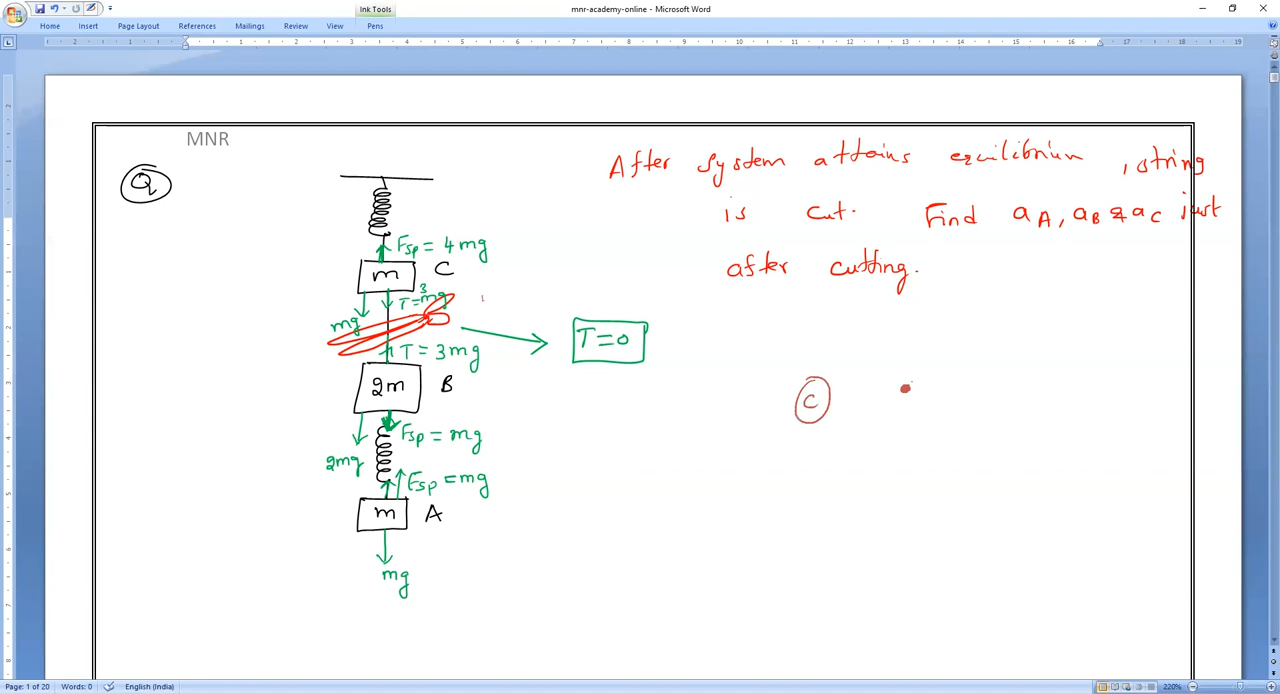 Ink Tools
mnr-academy-online - Microsoft Word
Home Insert Page Layout References Mailings Review View Pens
MNR
Q
After system attains equilibrium, string
is cut. Find aA, aB & aC just
after cutting.
Fsp = 4mg
m C
T = 3mg
mg
T = 3mg
T = 0
2m B
C
Fsp = mg
2mg
Fsp = mg
m A
mg
Page: 1 of 20 Words: 0 English (India) 220%